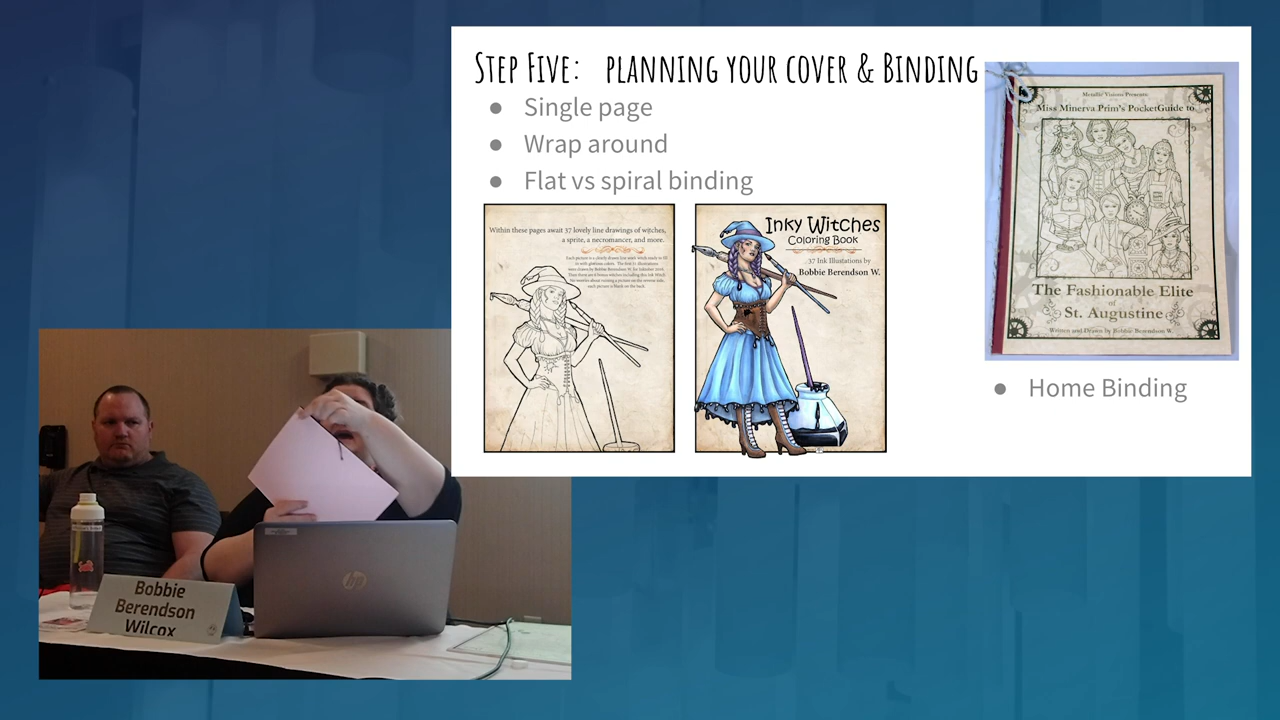 Step Five: planning your cover & Binding
Single page
Wrap around
Flat vs spiral binding
Within these pages await 37 lovely line drawings of witches,
a sprite, a necromancer, and more.
Inky Witches
Coloring Book
37 Ink Illustrations by
Bobbie Berendson W.
Metallic Visions Presents:
Miss Minerva Prim's PocketGuide to
The Fashionable Elite
of
St. Augustine
Written and Drawn by Bobbie Berendson W.
Home Binding
hp
Bobbie
Berendson
Wilcox